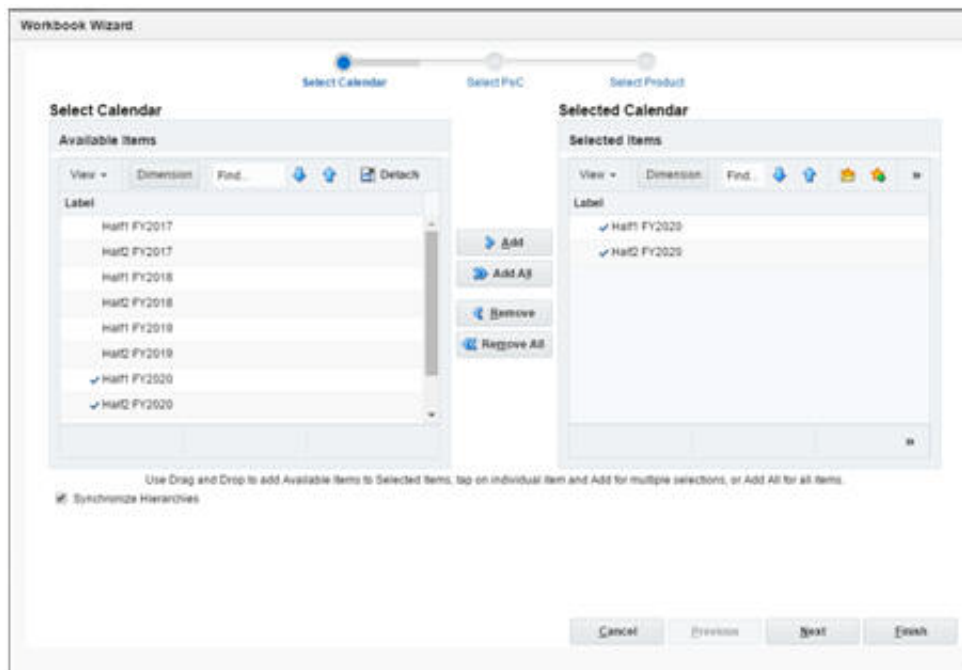 Workbook Wizard
Select Calendar Select PoC Select Product
Select Calendar
Available Items
View Dimension Find... Detach
Label
Half1 FY2017
Half2 FY2017
Half1 FY2018
Half2 FY2018
Half1 FY2019
Half2 FY2019
Half1 FY2020
Half2 FY2020
Add
Add All
Remove
Remove All
Selected Calendar
Selected Items
View Dimension Find... »
Label
Half1 FY2020
Half2 FY2020
»
Use Drag and Drop to add Available Items to Selected Items, tap on individual item and Add for multiple selections, or Add All for all items.
Synchronize Hierarchies
Cancel Previous Next Finish